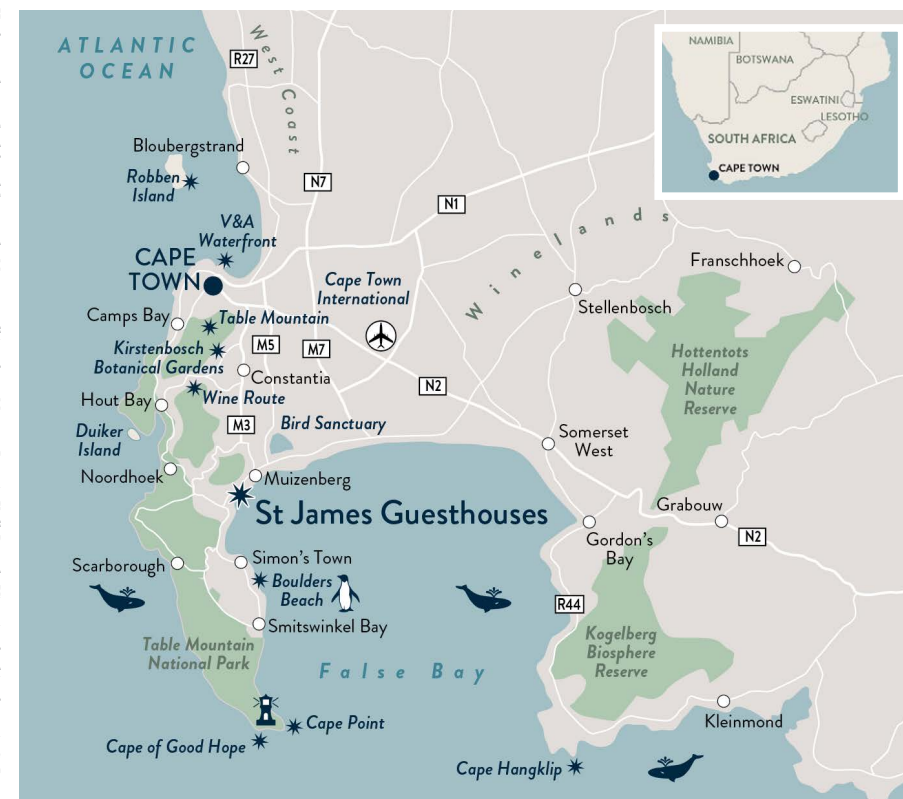 ATLANTIC
OCEAN
R27
West Coast
NAMIBIA
BOTSWANA
ESWATINI
LESOTHO
SOUTH AFRICA
CAPE TOWN
Bloubergstrand
Robben
Island
N7
N1
V&A
Waterfront
CAPE
TOWN
Cape Town
International
Winelands
Franschhoek
Stellenbosch
Camps Bay
Table Mountain
Kirstenbosch
Botanical Gardens
M5
M7
Constantia
N2
Hottentots
Holland
Nature
Reserve
Wine Route
Hout Bay
M3
Bird Sanctuary
Duiker
Island
Somerset
West
Noordhoek
Muizenberg
St James Guesthouses
Grabouw
Gordon's
Bay
N2
Scarborough
Simon's Town
Boulders
Beach
R44
Smitswinkel Bay
Table Mountain
National Park
False Bay
Kogelberg
Biosphere
Reserve
Cape Point
Cape of Good Hope
Kleinmond
Cape Hangklip